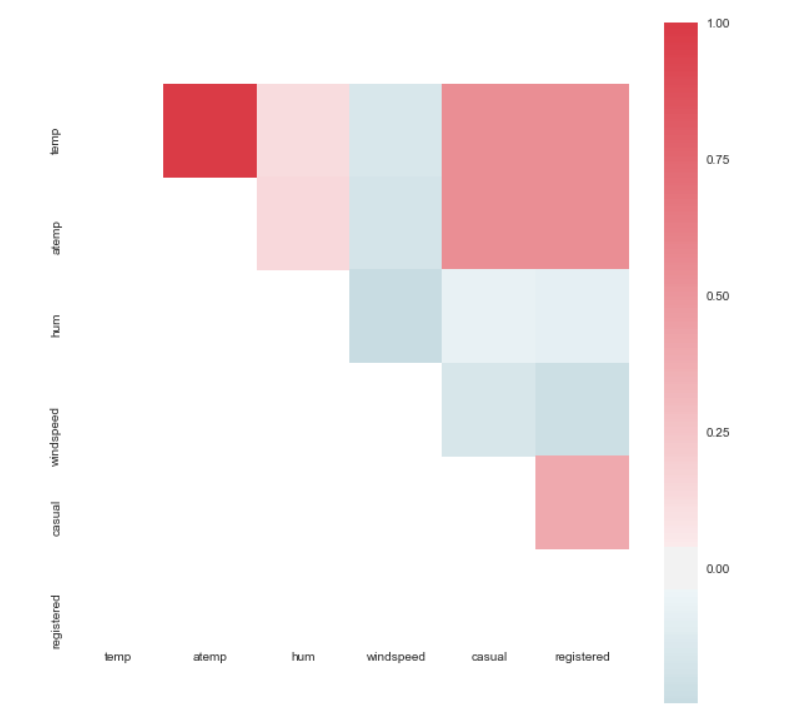 1.00
temp
0.75
atemp
0.50
hum
0.25
windspeed
casual
0.00
registered
temp atemp hum windspeed casual registered